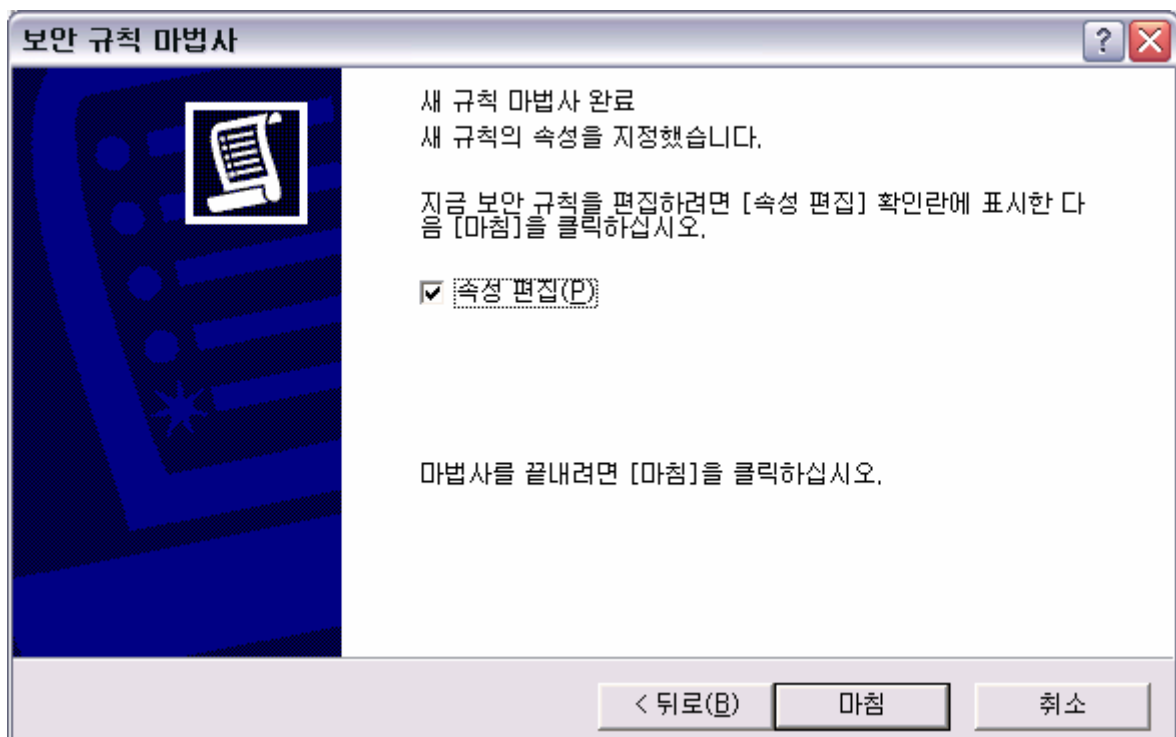 보안 규칙 마법사
새 규칙 마법사 완료
새 규칙의 속성을 지정했습니다.
지금 보안 규칙을 편집하려면 [속성 편집] 확인란에 표시한 다
음 [마침]을 클릭하십시오.
속성 편집(P)
마법사를 끝내려면 [마침]을 클릭하십시오.
< 뒤로(B) 마침 취소